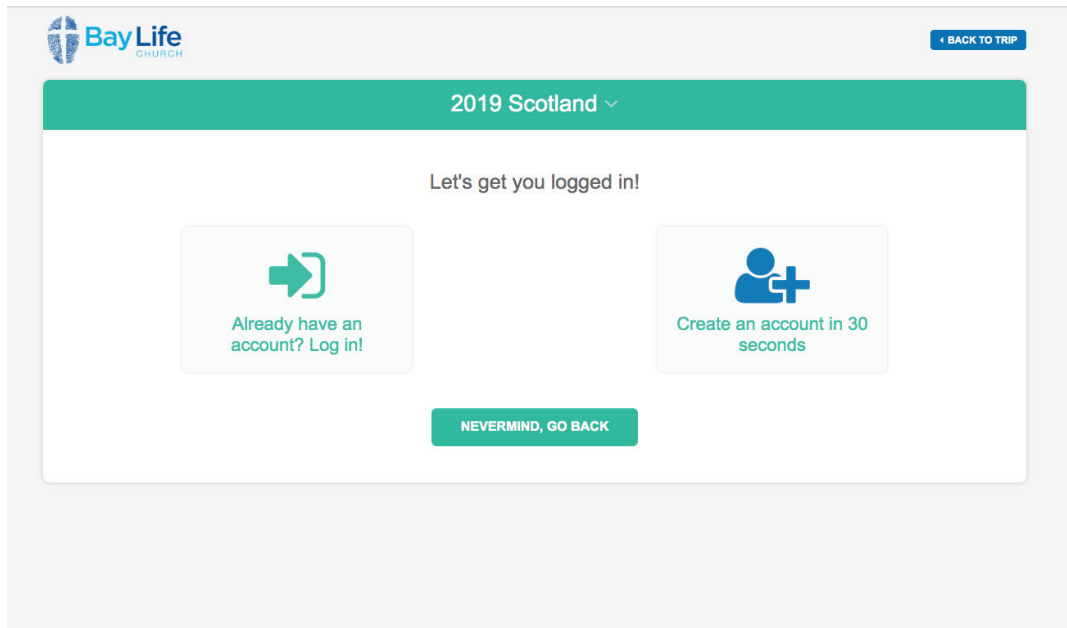 Bay Life
CHURCH
BACK TO TRIP
2019 Scotland
Let's get you logged in!
Already have an
account? Log in!
Create an account in 30
seconds
NEVERMIND, GO BACK